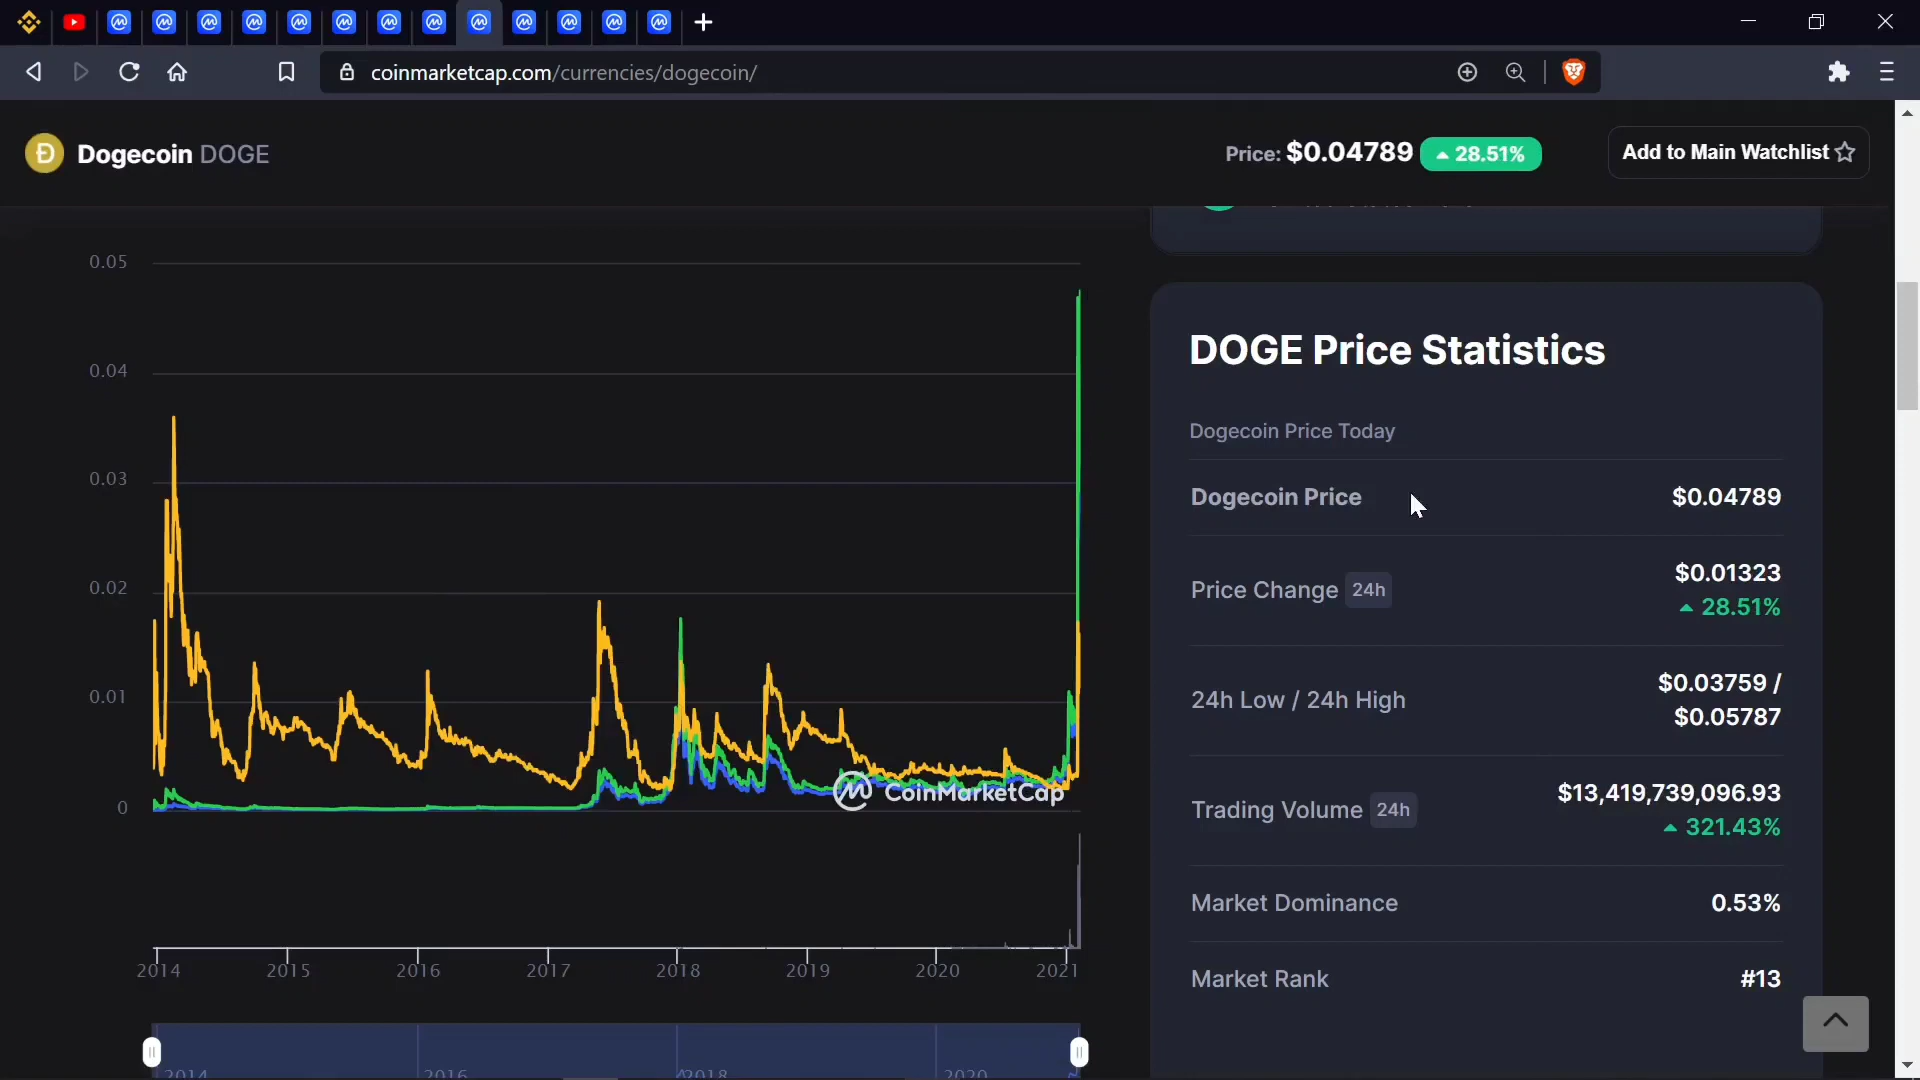 coinmarketcap.com/currencies/dogecoin/
Dogecoin DOGE
Price: $0.04789 28.51%
Add to Main Watchlist
0.05
0.04
0.03
0.02
0.01
0
CoinMarketCap
2014 2015 2016 2017 2018 2019 2020 2021
2014 2016 2018 2020
DOGE Price Statistics
Dogecoin Price Today
Dogecoin Price $0.04789
Price Change 24h $0.01323
28.51%
24h Low / 24h High $0.03759 /
$0.05787
Trading Volume 24h $13,419,739,096.93
321.43%
Market Dominance 0.53%
Market Rank #13